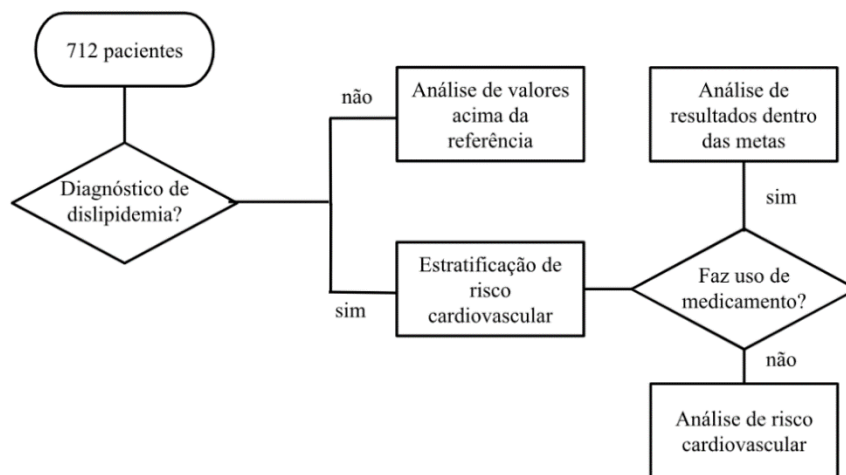 712 pacientes
Diagnóstico de
dislipidemia?
não
Análise de valores
acima da
referência
sim
Estratificação de
risco
cardiovascular
Análise de
resultados dentro
das metas
sim
Faz uso de
medicamento?
não
Análise de risco
cardiovascular